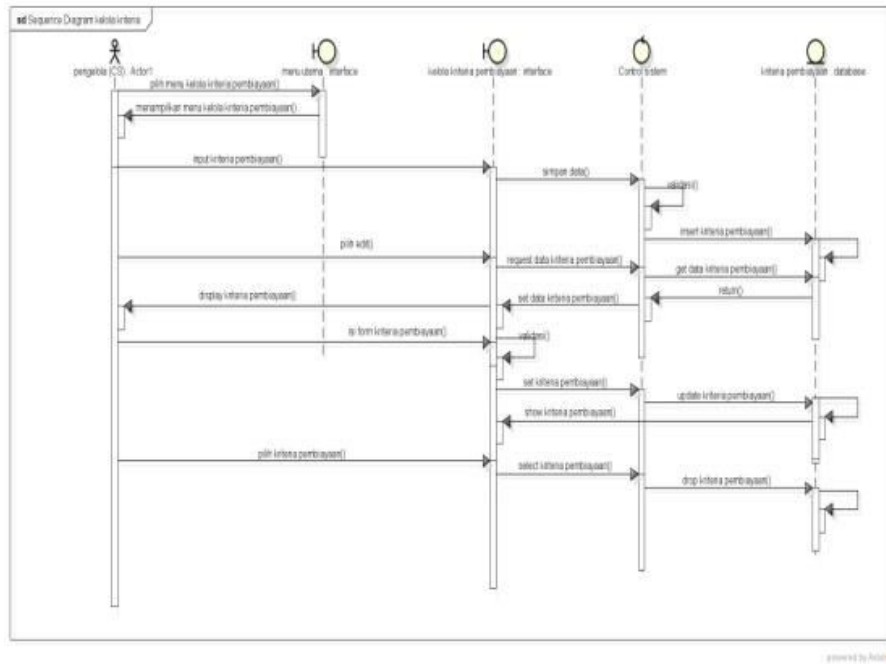 sd Sequence Diagram kelola kriteria
pengelola (CS) : Actor1
menu utama : interface
kelola kriteria pembiayaan : interface
Control sistem
kriteria pembiayaan : database
pilih menu kelola kriteria pembiayaan()
menampilkan menu kelola kriteria pembiayaan()
input kriteria pembiayaan()
simpan data()
validasi()
insert kriteria pembiayaan()
pilih edit()
request data kriteria pembiayaan()
get data kriteria pembiayaan()
return()
set data kriteria pembiayaan()
display kriteria pembiayaan()
isi form kriteria pembiayaan()
validasi()
set kriteria pembiayaan()
update kriteria pembiayaan()
show kriteria pembiayaan()
pilih kriteria pembiayaan()
select kriteria pembiayaan()
drop kriteria pembiayaan()
powered by